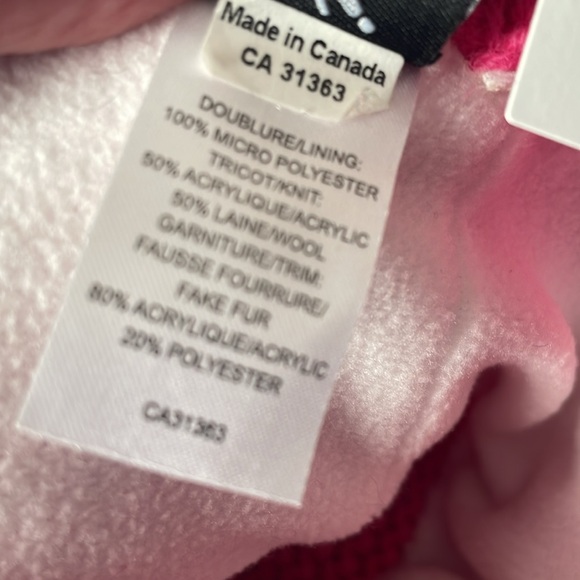 Made in Canada
CA 31363
DOUBLURE/LINING:
100% MICRO POLYESTER
TRICOT/KNIT:
50% ACRYLIQUE/ACRYLIC
50% LAINE/WOOL
GARNITURE/TRIM:
FAUSSE FOURRURE/
FAKE FUR
80% ACRYLIQUE/ACRYLIC
20% POLYESTER
CA31363